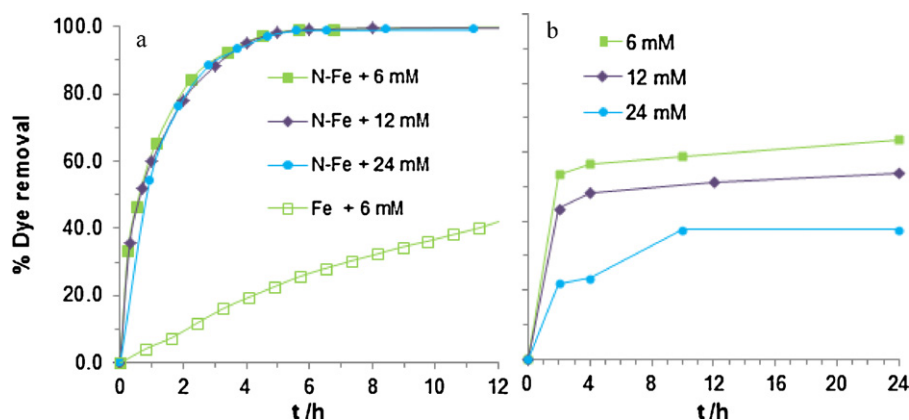 a
b
100.0
80.0
60.0
40.0
20.0
0.0
% Dye removal
N-Fe + 6 mM
N-Fe + 12 mM
N-Fe + 24 mM
Fe + 6 mM
0 2 4 6 8 10 12
t /h
6 mM
12 mM
24 mM
0 4 8 12 16 20 24
t /h